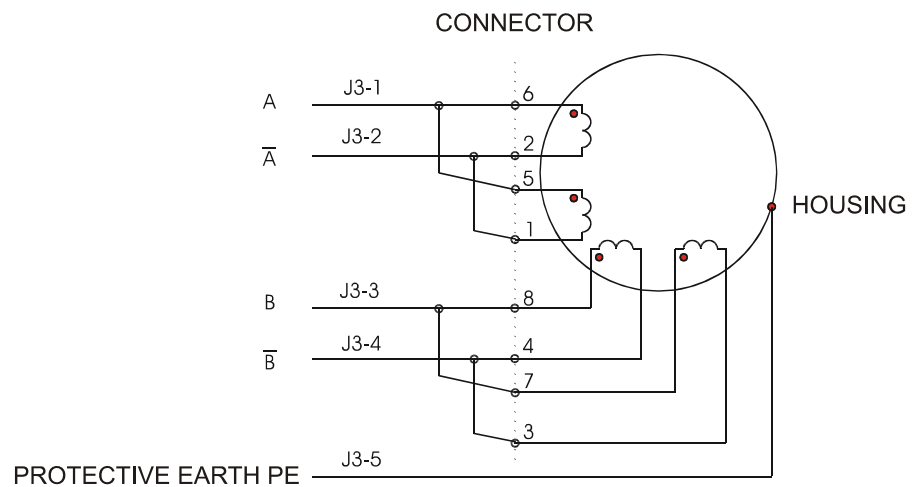 CONNECTOR
A J3-1 6
A̅ J3-2 2
5
HOUSING
1
B J3-3 8
B̅ J3-4 4
7
3
PROTECTIVE EARTH PE J3-5